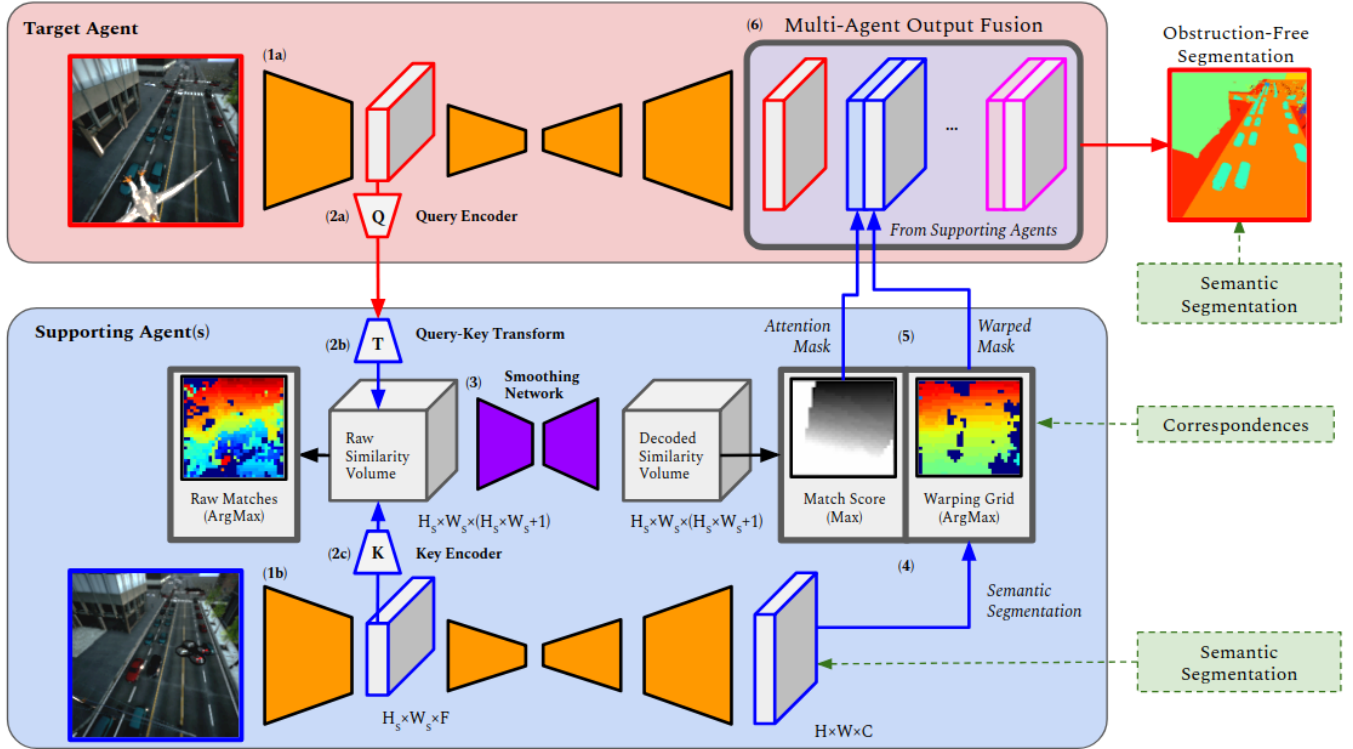 Target Agent
(1a)
(6) Multi-Agent Output Fusion
Obstruction-Free
Segmentation
...
(2a) Q Query Encoder
From Supporting Agents
Semantic
Segmentation
Supporting Agent(s)
(2b) T Query-Key Transform
Attention
Mask
(5)
Warped
Mask
(3) Smoothing
Network
Raw
Similarity
Volume
Decoded
Similarity
Volume
Correspondences
Raw Matches
(ArgMax)
Match Score
(Max)
Warping Grid
(ArgMax)
Hₛ×Wₛ×(Hₛ×Wₛ+1)
Hₛ×Wₛ×(Hₛ×Wₛ+1)
(2c) K Key Encoder
(4)
(1b)
Semantic
Segmentation
Semantic
Segmentation
Hₛ×Wₛ×F
H×W×C